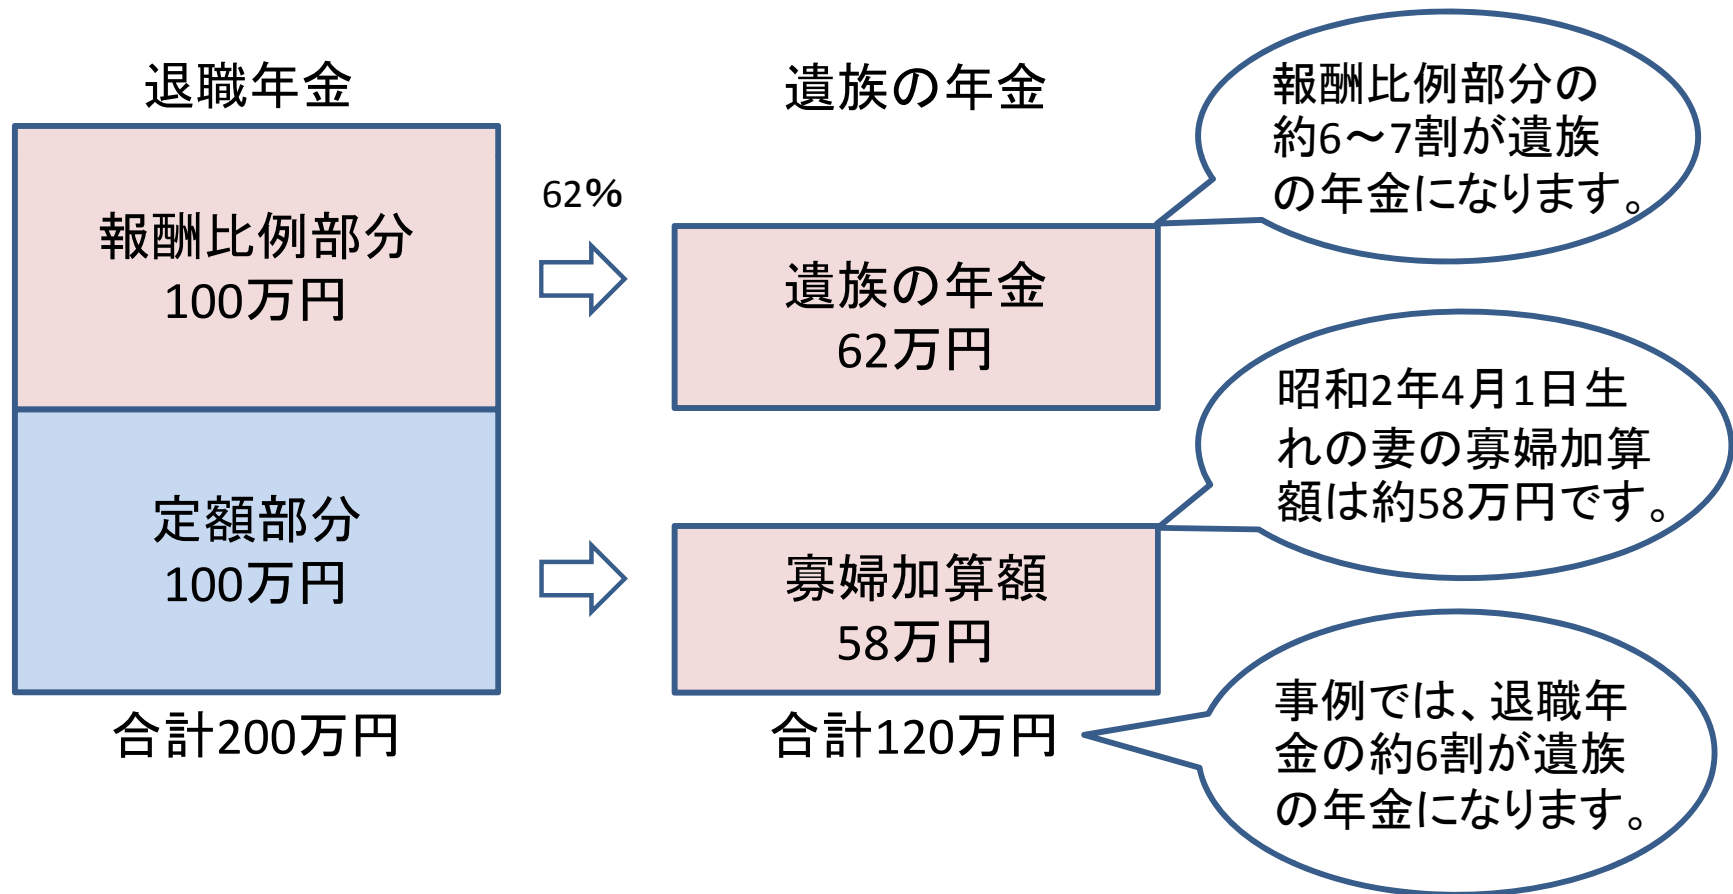 退職年金
報酬比例部分
100万円
定額部分
100万円
合計200万円
62%
遺族の年金
遺族の年金
62万円
寡婦加算額
58万円
合計120万円
報酬比例部分の
約6～7割が遺族
の年金になります。
昭和2年4月1日生
れの妻の寡婦加算
額は約58万円です。
事例では、退職年
金の約6割が遺族
の年金になります。